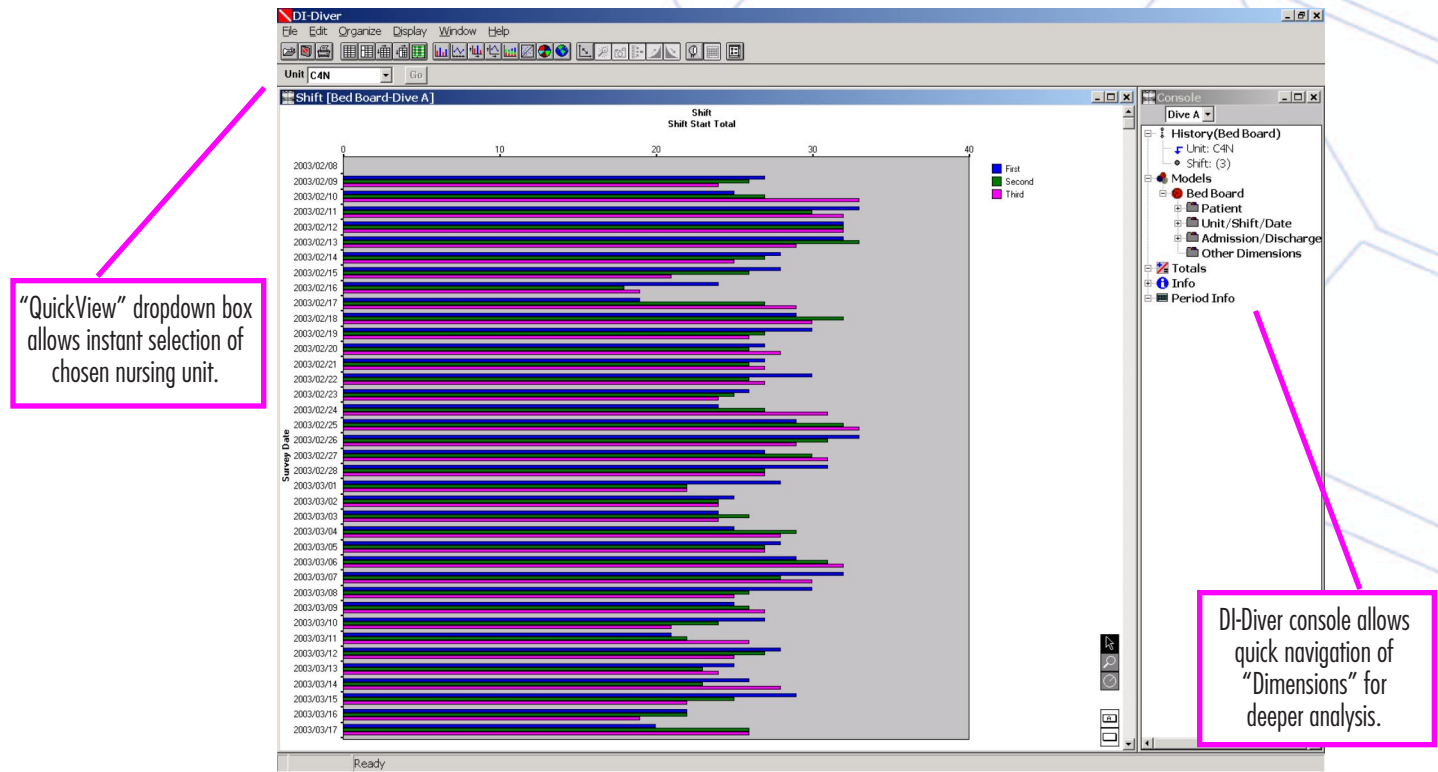 DI-Diver
File Edit Organize Display Window Help
Unit C4N Go
Shift [Bed Board-Dive A]
Shift
Shift Start Total
0 10 20 30 40
First
Second
Third
Survey Date
2003/02/08
2003/02/09
2003/02/10
2003/02/11
2003/02/12
2003/02/13
2003/02/14
2003/02/15
2003/02/16
2003/02/17
2003/02/18
2003/02/19
2003/02/20
2003/02/21
2003/02/22
2003/02/23
2003/02/24
2003/02/25
2003/02/26
2003/02/27
2003/02/28
2003/03/01
2003/03/02
2003/03/03
2003/03/04
2003/03/05
2003/03/06
2003/03/07
2003/03/08
2003/03/09
2003/03/10
2003/03/11
2003/03/12
2003/03/13
2003/03/14
2003/03/15
2003/03/16
2003/03/17
Ready
Console
Dive A
History(Bed Board)
Unit: C4N
Shift: (3)
Models
Bed Board
Patient
Unit/Shift/Date
Admission/Discharge
Other Dimensions
Totals
Info
Period Info
“QuickView” dropdown box
allows instant selection of
chosen nursing unit.
DI-Diver console allows
quick navigation of
“Dimensions” for
deeper analysis.